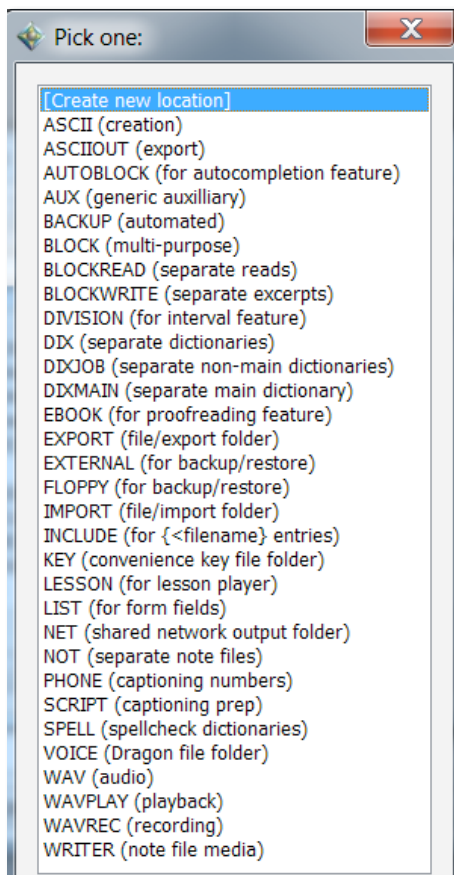 Pick one:
[Create new location]
ASCII (creation)
ASCIIOUT (export)
AUTOBLOCK (for autocompletion feature)
AUX (generic auxilliary)
BACKUP (automated)
BLOCK (multi-purpose)
BLOCKREAD (separate reads)
BLOCKWRITE (separate excerpts)
DIVISION (for interval feature)
DIX (separate dictionaries)
DIXJOB (separate non-main dictionaries)
DIXMAIN (separate main dictionary)
EBOOK (for proofreading feature)
EXPORT (file/export folder)
EXTERNAL (for backup/restore)
FLOPPY (for backup/restore)
IMPORT (file/import folder)
INCLUDE (for {<filename} entries)
KEY (convenience key file folder)
LESSON (for lesson player)
LIST (for form fields)
NET (shared network output folder)
NOT (separate note files)
PHONE (captioning numbers)
SCRIPT (captioning prep)
SPELL (spellcheck dictionaries)
VOICE (Dragon file folder)
WAV (audio)
WAVPLAY (playback)
WAVREC (recording)
WRITER (note file media)